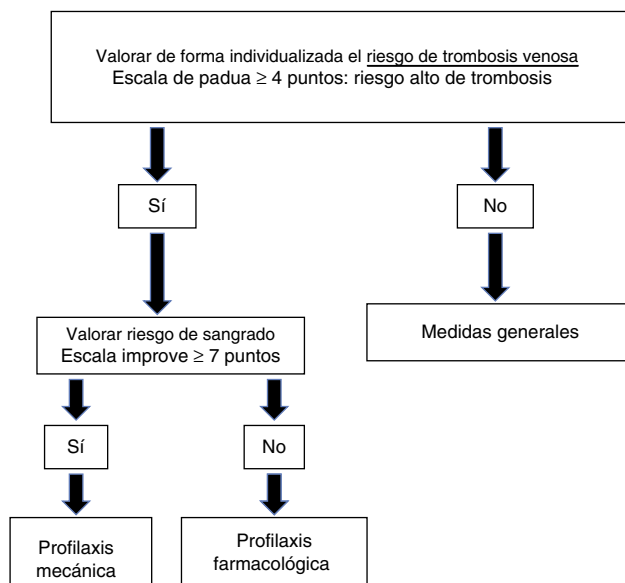 Valorar de forma individualizada el riesgo de trombosis venosa
Escala de padua ≥ 4 puntos: riesgo alto de trombosis
Sí
No
Valorar riesgo de sangrado
Escala improve ≥ 7 puntos
Medidas generales
Sí
No
Profilaxis
mecánica
Profilaxis
farmacológica